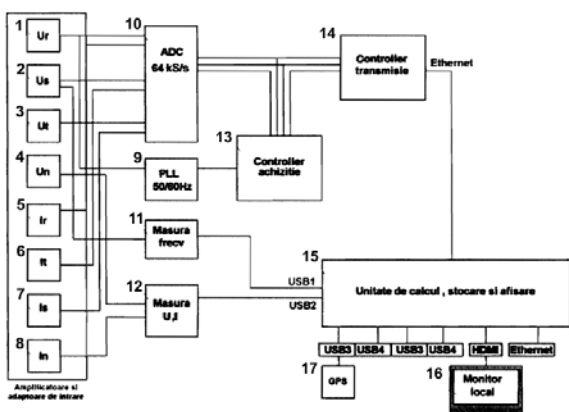 1
Ur
2
Us
3
Ut
4
Un
5
Ir
6
It
7
Is
8
In
Amplificatoare si
adaptoare de intrare
10
ADC
64 kS/s
9
PLL
50/60Hz
11
Masura
frecv
12
Masura
U,I
13
Controller
achizitie
14
Controller
transmisie
Ethernet
15
USB1
USB2
Unitate de calcul , stocare si afisare
USB3 USB4 USB3 USB4 HDMI Ethernet
17
GPS
16
Monitor
local